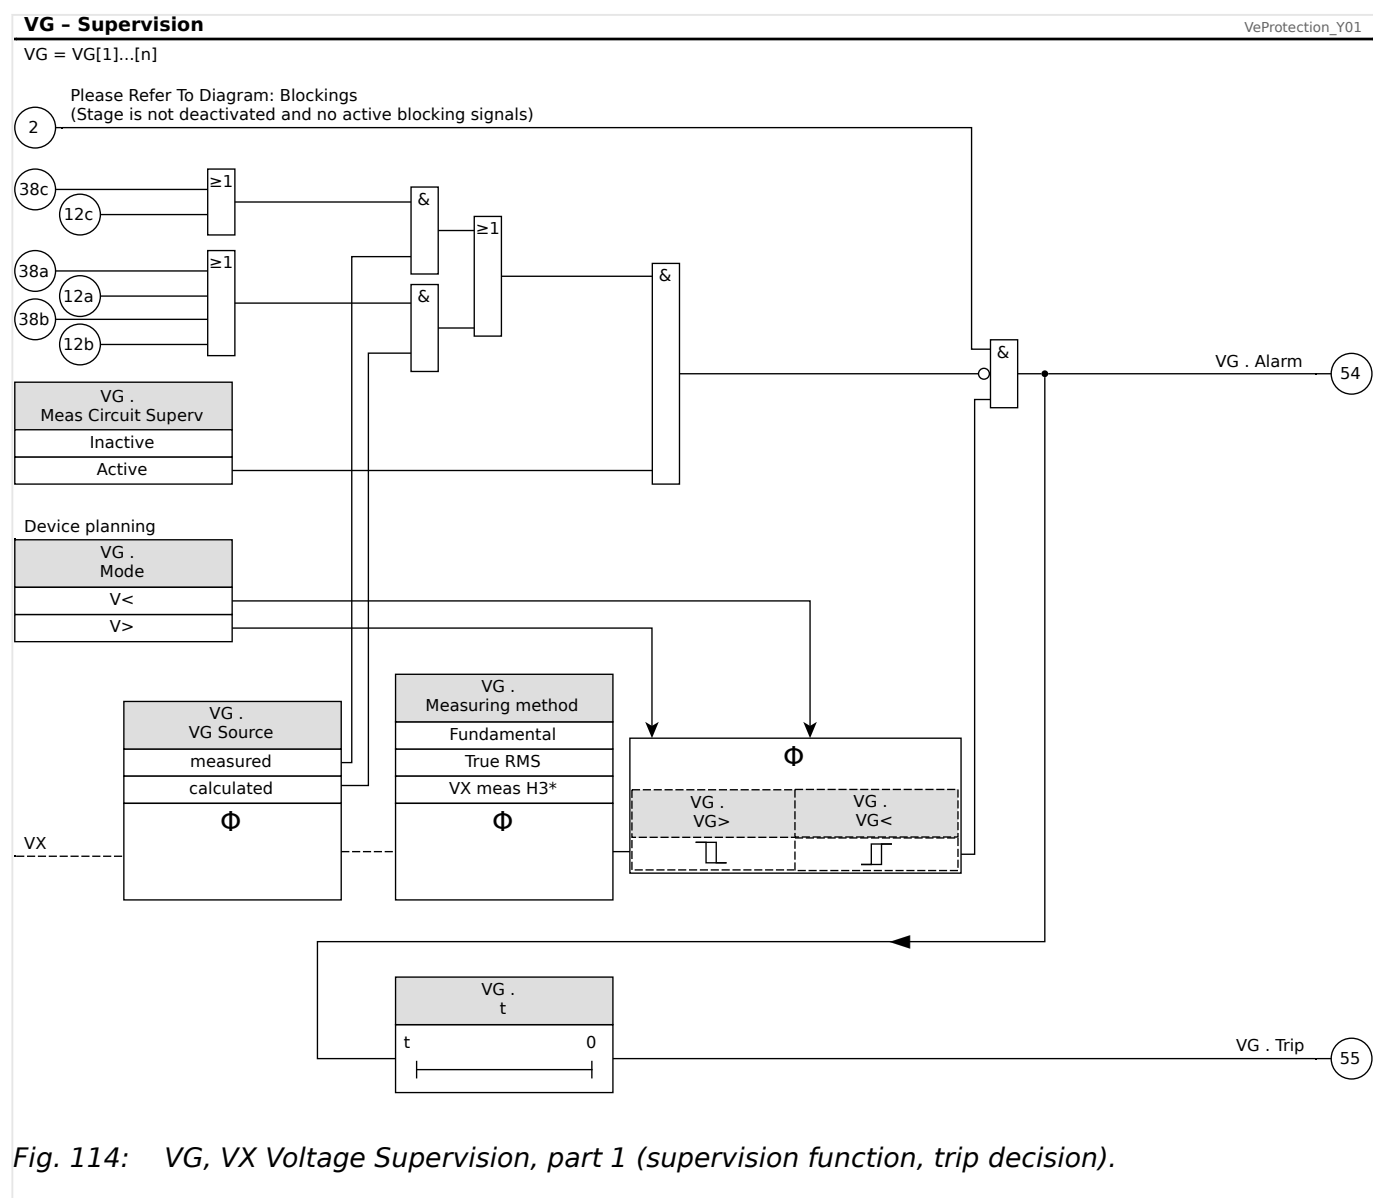 VG – Supervision
VeProtection_Y01
VG = VG[1]...[n]
Please Refer To Diagram: Blockings
(Stage is not deactivated and no active blocking signals)
2
38c
12c
≥1
&
≥1
38a
12a
38b
12b
≥1
&
&
&
VG . Alarm
54
VG .
Meas Circuit Superv
Inactive
Active
Device planning
VG .
Mode
V<
V>
VG .
VG Source
measured
calculated
Φ
VX
VG .
Measuring method
Fundamental
True RMS
VX meas H3*
Φ
Φ
VG .
VG>
VG .
VG<
VG .
t
t
0
VG . Trip
55
Fig. 114: VG, VX Voltage Supervision, part 1 (supervision function, trip decision).